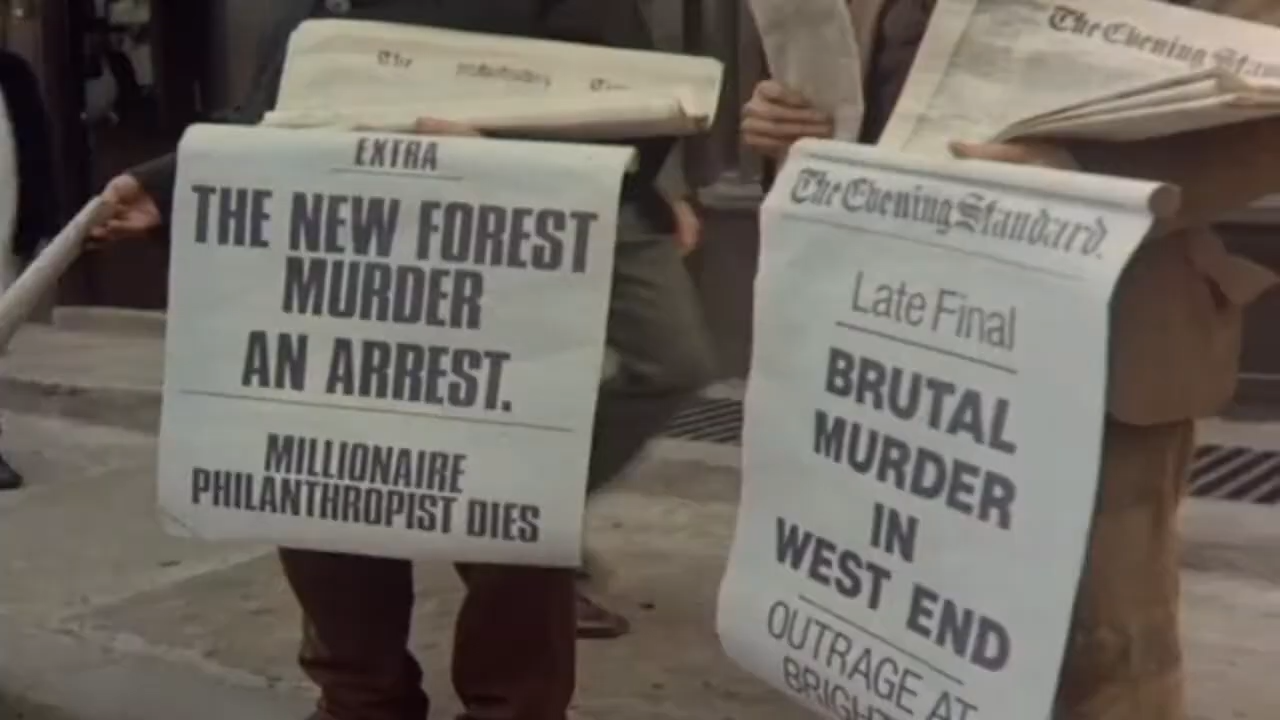 The
EXTRA
THE NEW FOREST
MURDER
AN ARREST.
MILLIONAIRE
PHILANTHROPIST DIES
The Evening
The Evening Standard.
Late Final
BRUTAL
MURDER
IN
WEST END
OUTRAGE AT